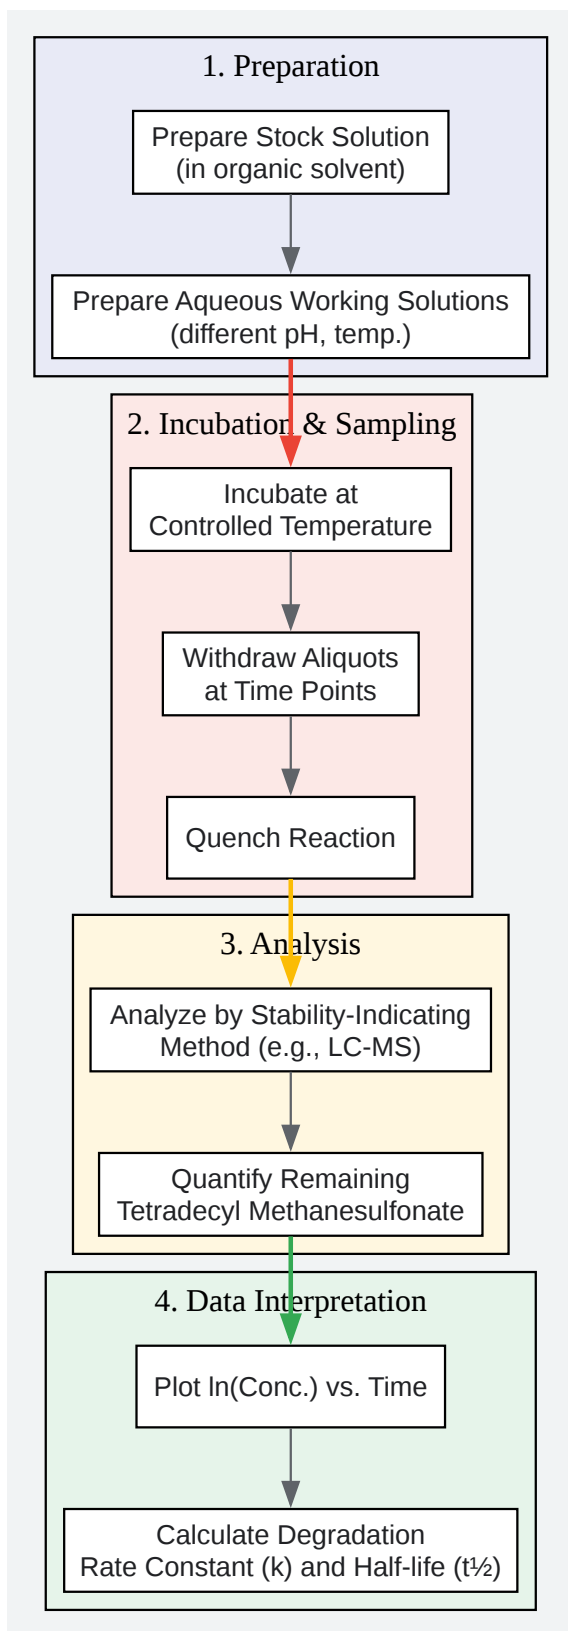 1. Preparation
Prepare Stock Solution
(in organic solvent)
Prepare Aqueous Working Solutions
(different pH, temp.)
2. Incubation & Sampling
Incubate at
Controlled Temperature
Withdraw Aliquots
at Time Points
Quench Reaction
3. Analysis
Analyze by Stability-Indicating
Method (e.g., LC-MS)
Quantify Remaining
Tetradecyl Methanesulfonate
4. Data Interpretation
Plot ln(Conc.) vs. Time
Calculate Degradation
Rate Constant (k) and Half-life (t½)